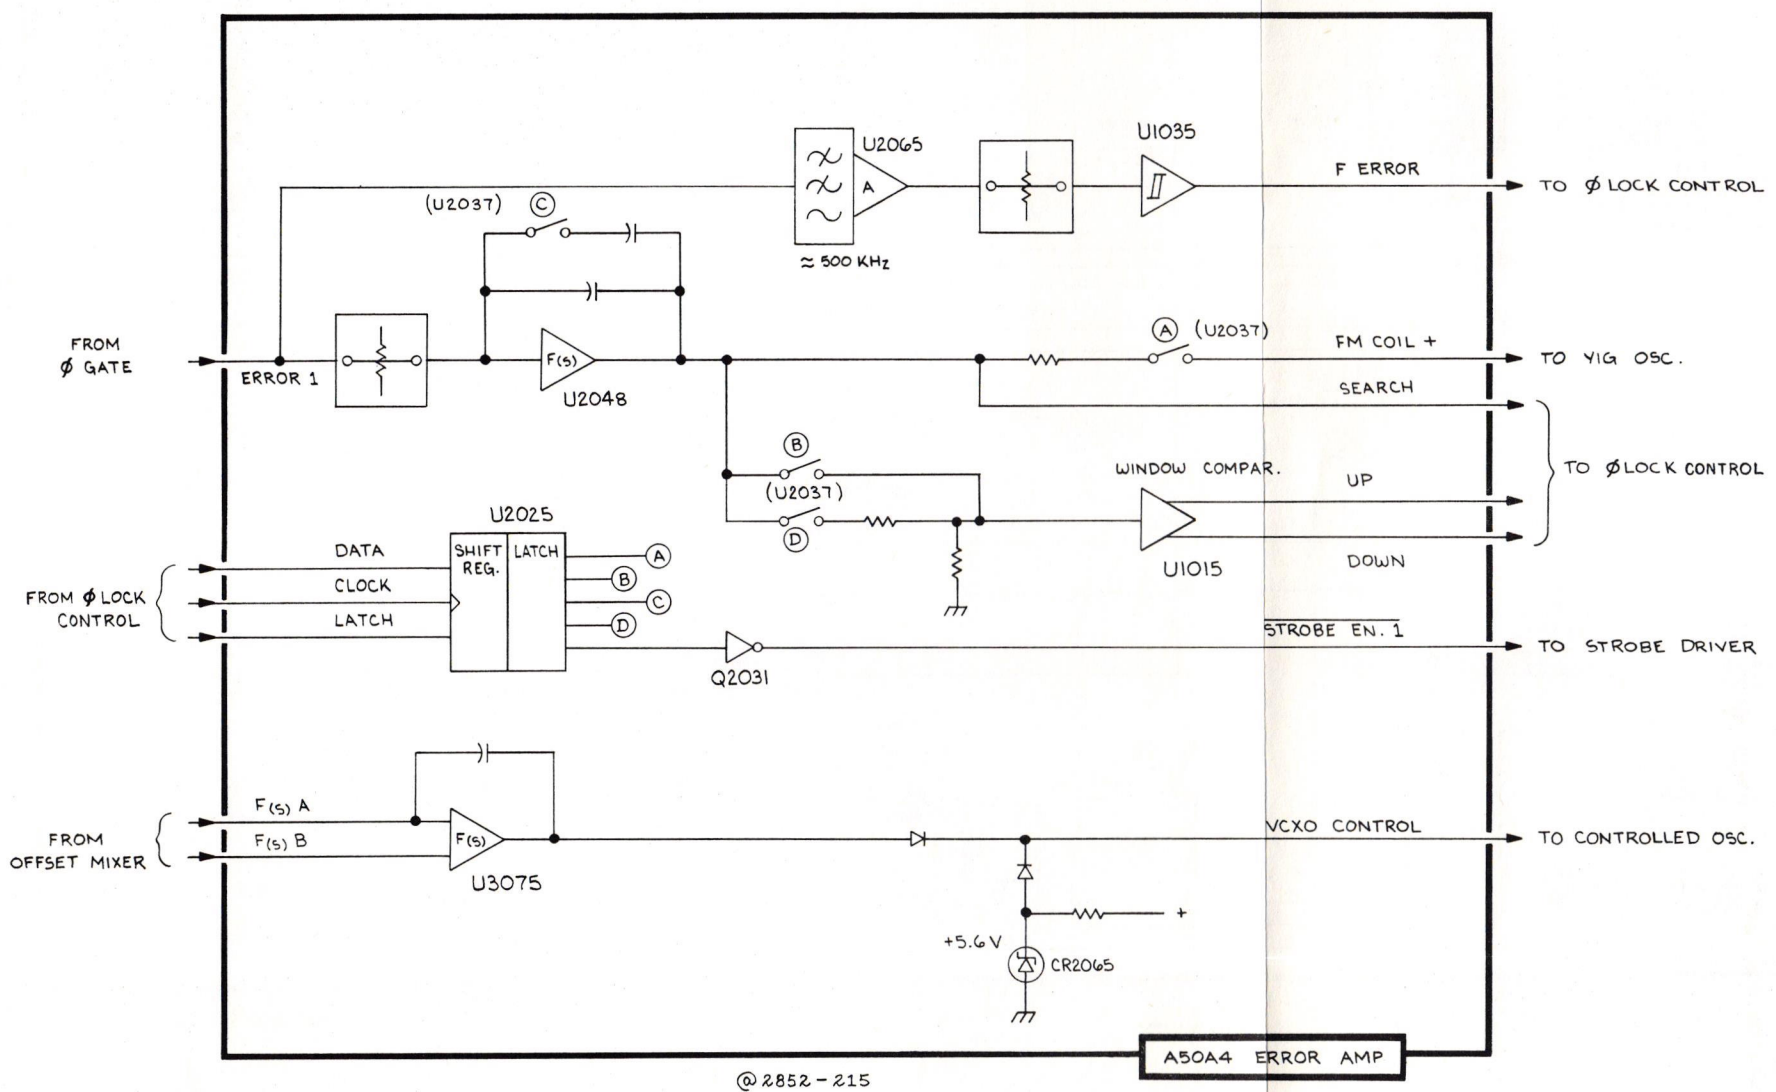 U1035
U2065
A
F ERROR
TO ϕ LOCK CONTROL
(U2037) C
≈ 500 KHz
FROM
ϕ GATE
ERROR 1
F(s)
U2048
A (U2037)
FM COIL +
TO YIG OSC.
SEARCH
B
(U2037)
D
WINDOW COMPAR.
UP
TO ϕ LOCK CONTROL
U1015
DOWN
U2025
SHIFT
REG.
LATCH
A
B
C
D
DATA
CLOCK
LATCH
FROM ϕ LOCK
CONTROL
Q2031
STROBE EN. 1
TO STROBE DRIVER
F(s) A
F(s) B
FROM
OFFSET MIXER
F(s)
U3075
VCXO CONTROL
TO CONTROLLED OSC.
+
+5.6 V
CR2065
A50A4 ERROR AMP
@ 2852-215